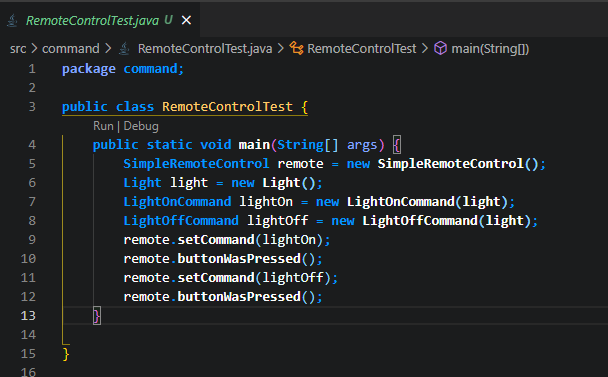 RemoteControlTest.java U ×
src > command > RemoteControlTest.java > RemoteControlTest > main(String[])
1 package command;
2
3 public class RemoteControlTest {
Run | Debug
4 public static void main(String[] args) {
5 SimpleRemoteControl remote = new SimpleRemoteControl();
6 Light light = new Light();
7 LightOnCommand lightOn = new LightOnCommand(light);
8 LightOffCommand lightOff = new LightOffCommand(light);
9 remote.setCommand(lightOn);
10 remote.buttonWasPressed();
11 remote.setCommand(lightOff);
12 remote.buttonWasPressed();
13 }
14
15 }
16